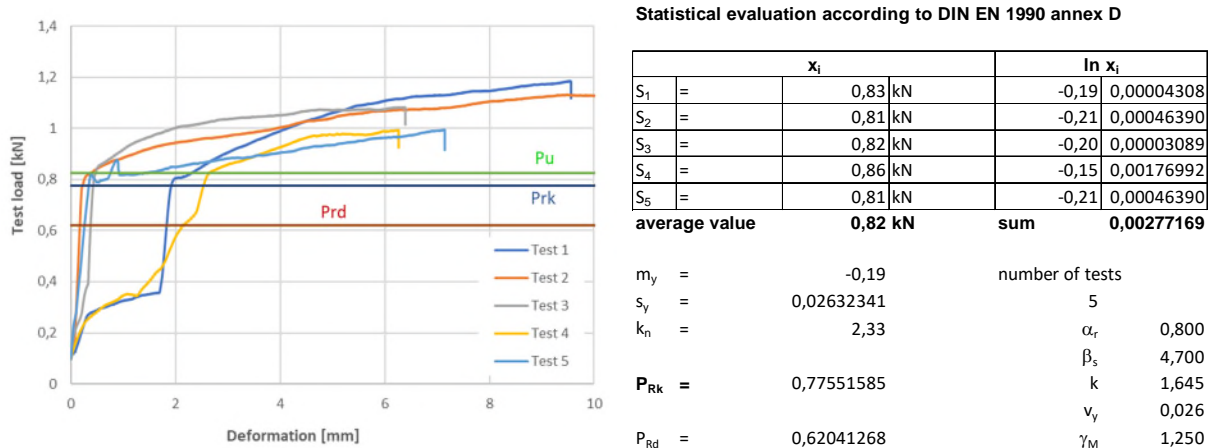 Statistical evaluation according to DIN EN 1990 annex D
1,4
1,2
1
0,8
0,6
0,4
0,2
0
0 2 4 6 8 10
Test load [kN]
Deformation [mm]
Pu
Prk
Prd
Test 1
Test 2
Test 3
Test 4
Test 5
xi ln xi
S1 = 0,83 kN -0,19 0,00004308
S2 = 0,81 kN -0,21 0,00046390
S3 = 0,82 kN -0,20 0,00003089
S4 = 0,86 kN -0,15 0,00176992
S5 = 0,81 kN -0,21 0,00046390
average value 0,82 kN sum 0,00277169
my = -0,19 number of tests
sy = 0,02632341 5
kn = 2,33 αr 0,800
βs 4,700
PRk = 0,77551585 k 1,645
vy 0,026
PRd = 0,62041268 γM 1,250